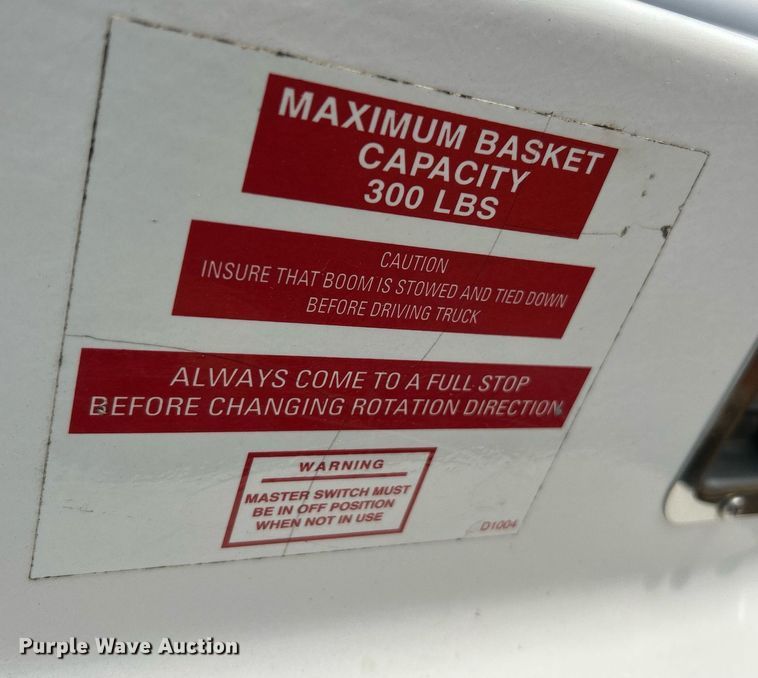 MAXIMUM BASKET
CAPACITY
300 LBS
CAUTION
INSURE THAT BOOM IS STOWED AND TIED DOWN
BEFORE DRIVING TRUCK
ALWAYS COME TO A FULL STOP
BEFORE CHANGING ROTATION DIRECTION
WARNING
MASTER SWITCH MUST
BE IN OFF POSITION
WHEN NOT IN USE
D1004
Purple Wave Auction